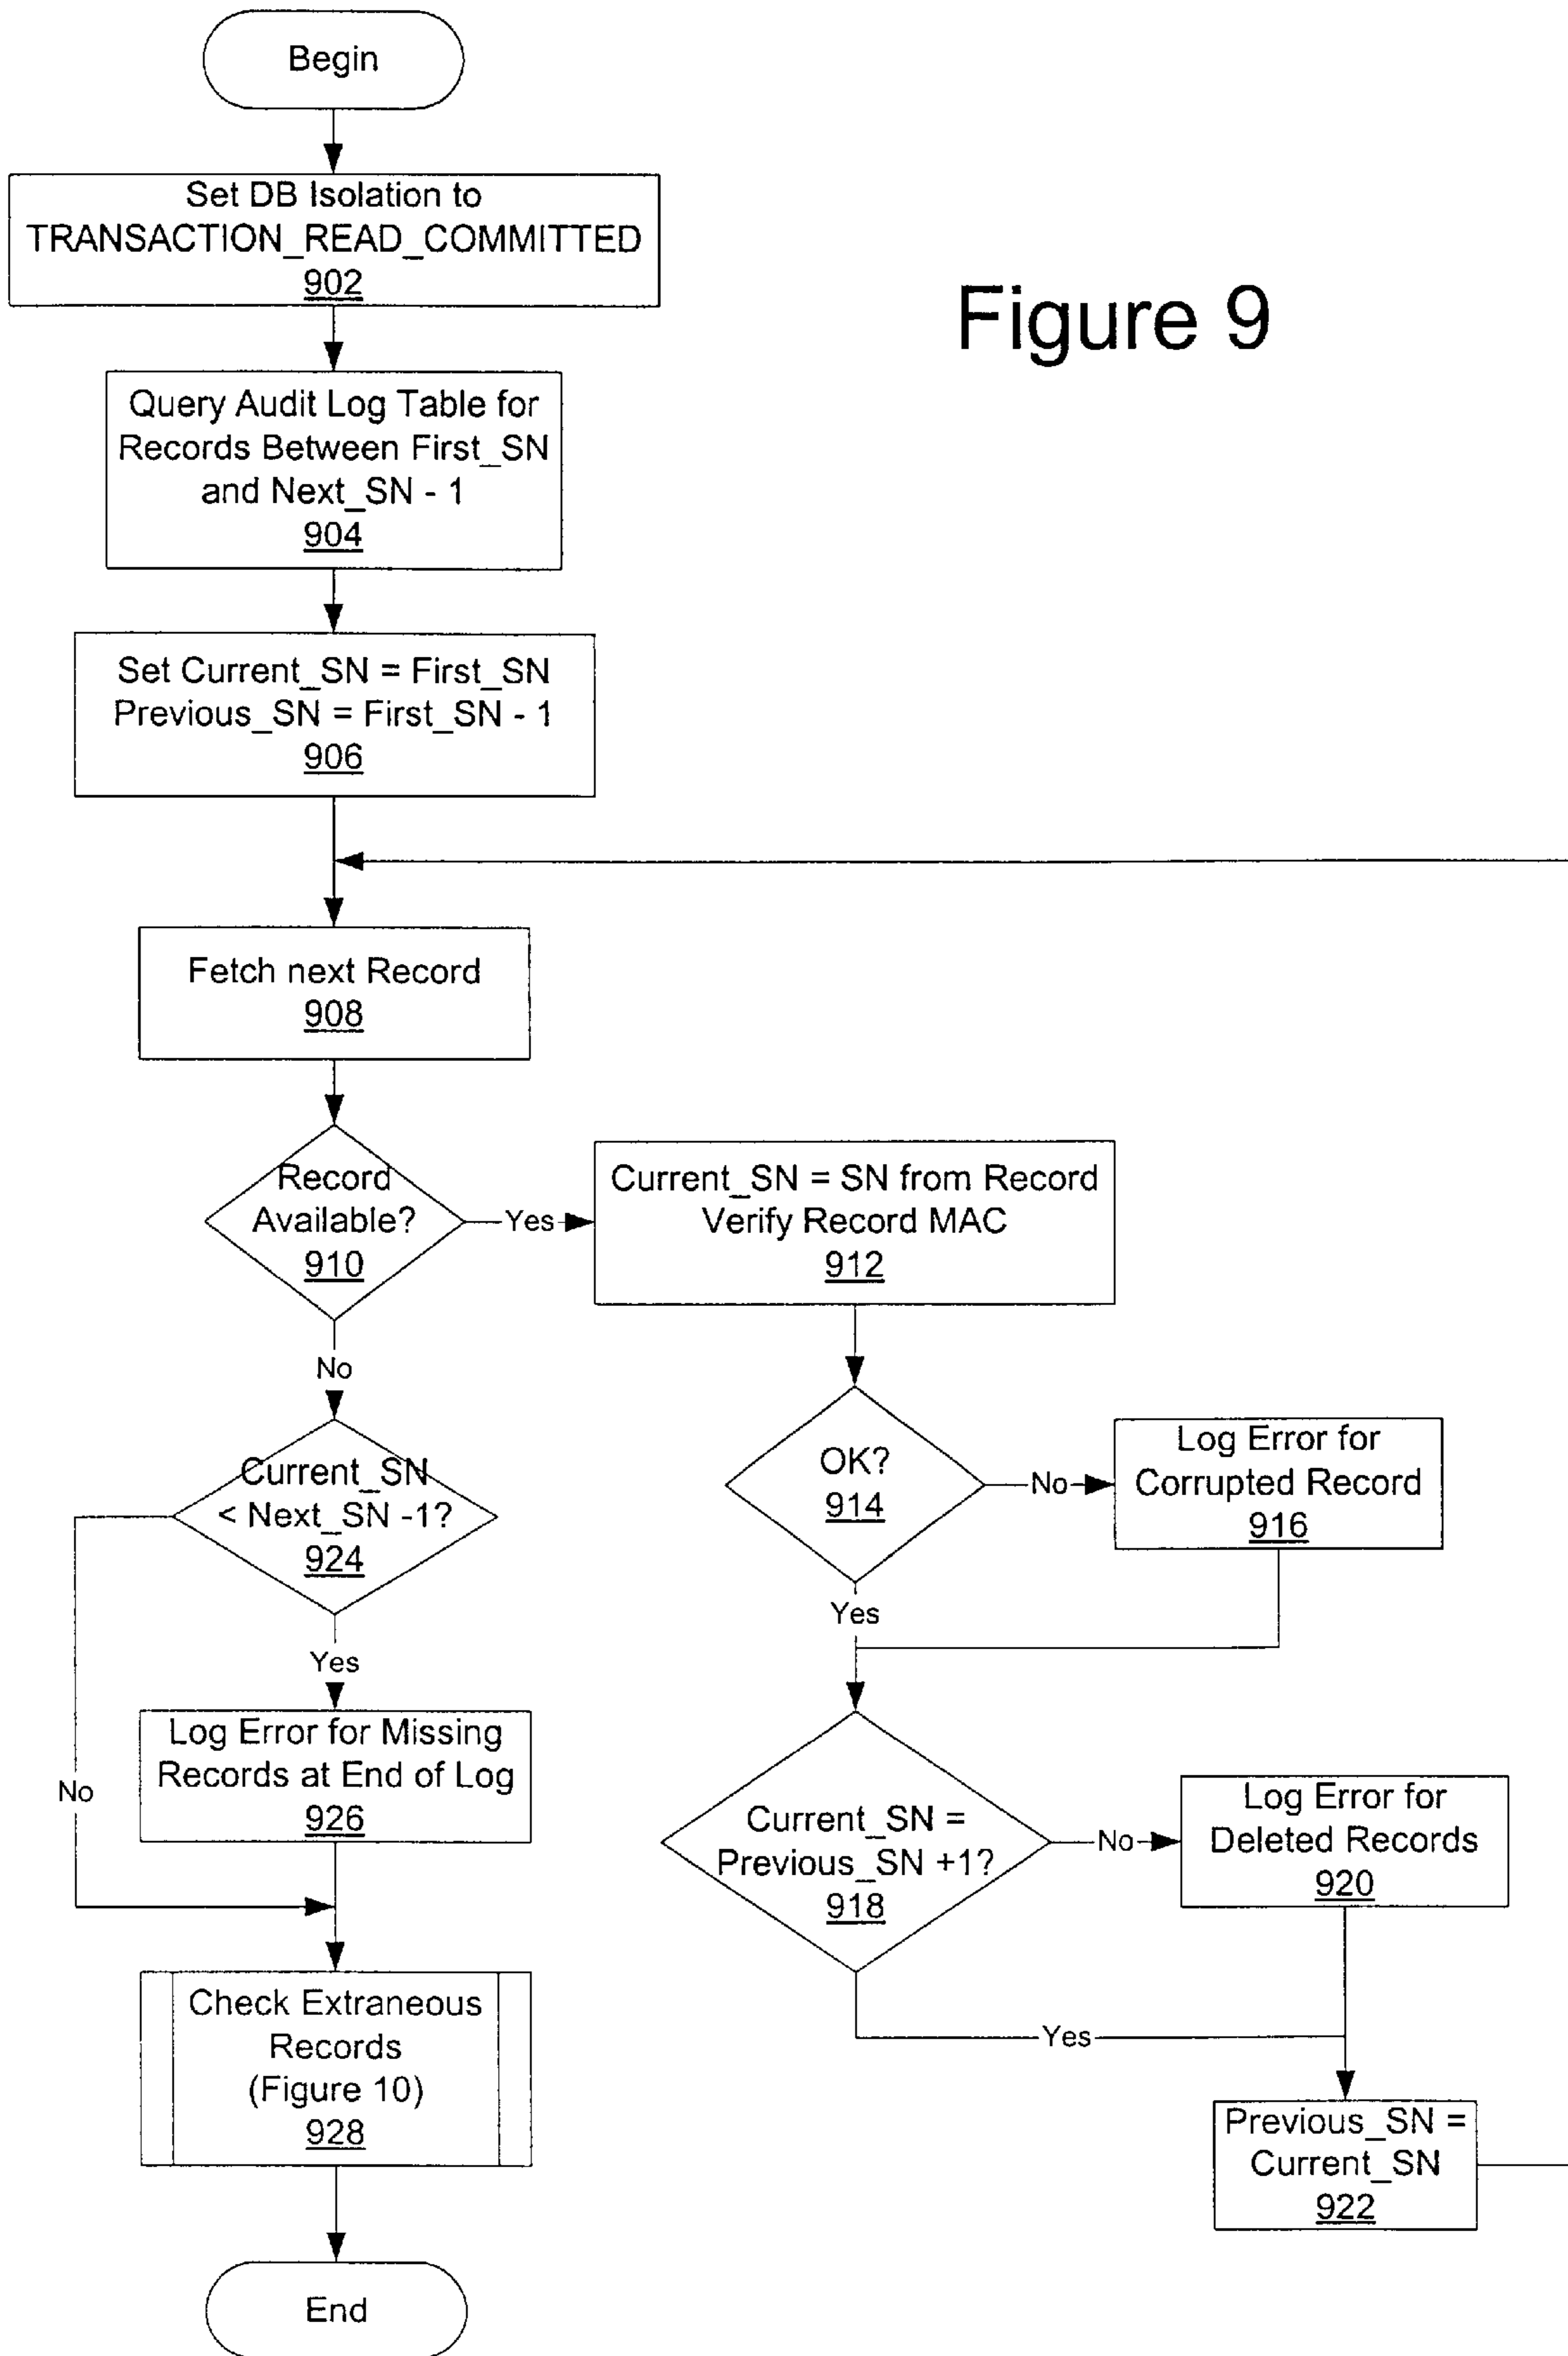 Begin
Set DB Isolation to
TRANSACTION_READ_COMMITTED
902
Figure 9
Query Audit Log Table for
Records Between First_SN
and Next_SN - 1
904
Set Current_SN = First_SN
Previous_SN = First_SN - 1
906
Fetch next Record
908
Record
Available?
910
Yes
Current_SN = SN from Record
Verify Record MAC
912
No
OK?
914
No
Log Error for
Corrupted Record
916
Yes
Current_SN
< Next_SN -1?
924
Yes
No
Log Error for Missing
Records at End of Log
926
Current_SN =
Previous_SN +1?
918
No
Log Error for
Deleted Records
920
Yes
Previous_SN =
Current_SN
922
Check Extraneous
Records
(Figure 10)
928
End